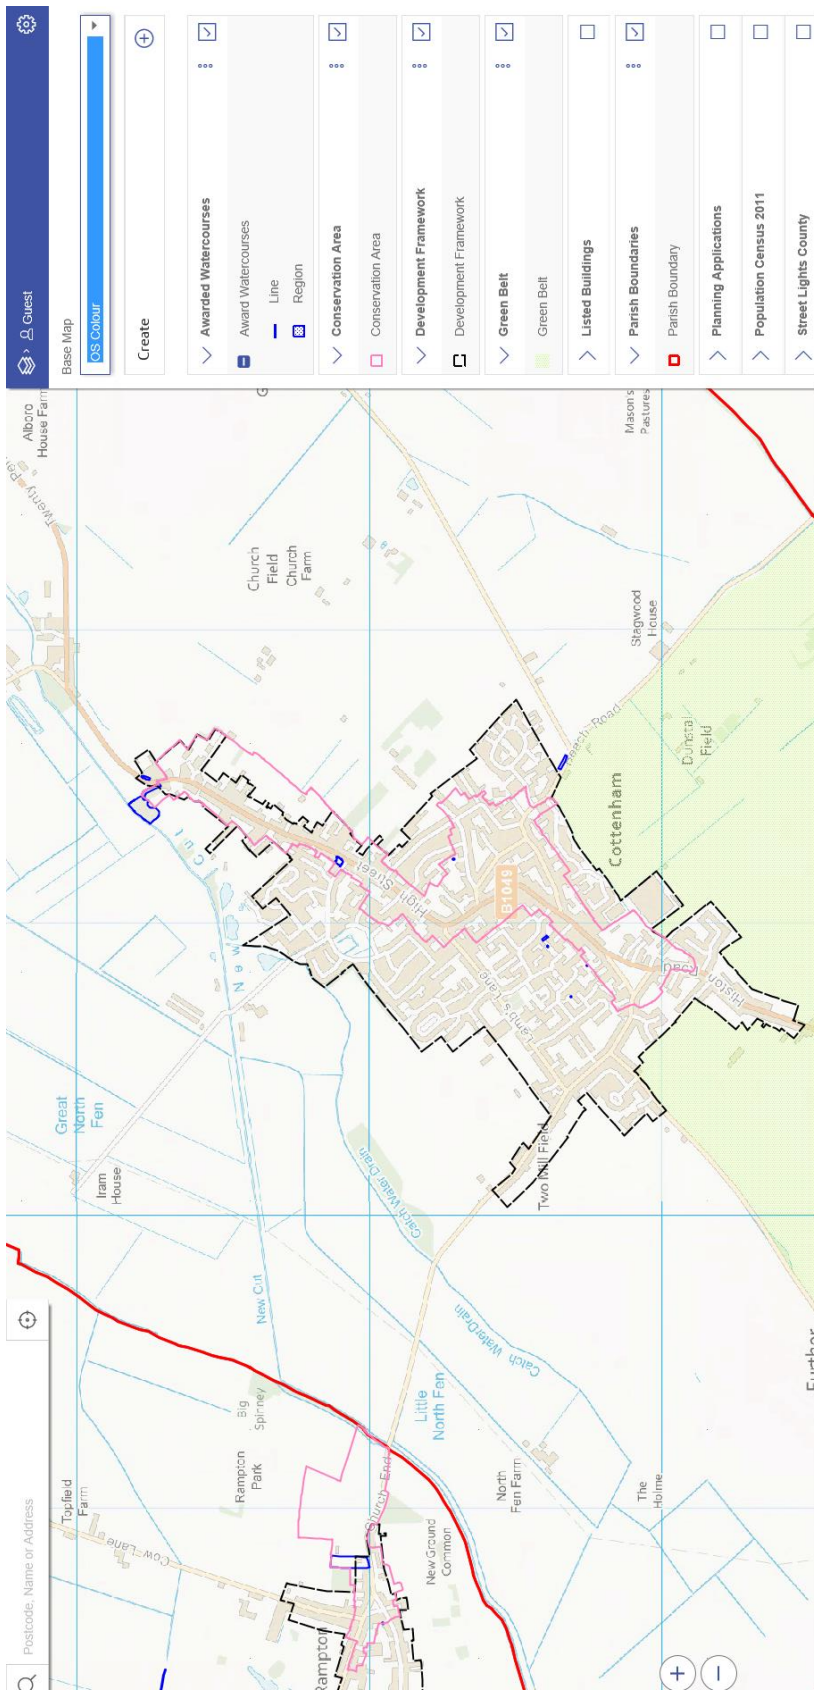 Postcode, Name or Address
Guest
Base Map
OS Colour
Create
Awarded Watercourses
Award Watercourses
Line
Region
Conservation Area
Conservation Area
Development Framework
Development Framework
Green Belt
Green Belt
Listed Buildings
Parish Boundaries
Parish Boundary
Planning Applications
Population Census 2011
Street Lights County
Topfield
Farm
Cow Lane
Rampton
Park
Big
Spinney
Church End
Rampton
New Ground
Common
North
Fen Farm
The
Holme
Little
North Fen
New Cut
Catch Water Drain
Catch Water Drain
Iram
House
Great
North
Fen
New Cut
Two Mill Field
Lamb's Lane
High Street
B1049
Histon
Road
Cottenham
Beach Road
Dunstal
Field
Stagwood
House
Church
Field
Church
Farm
Alboro
House Farm
Mason's
Pastures
Further